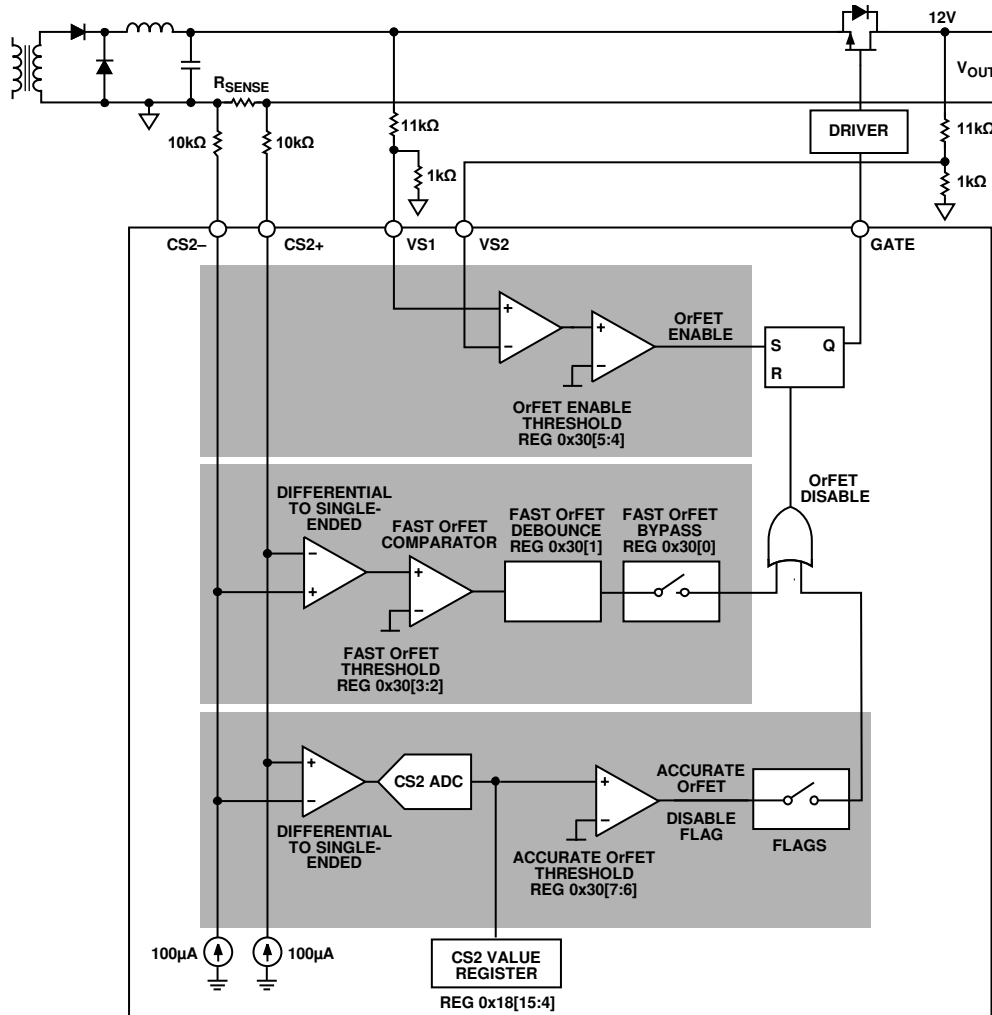 12V
VOUT
RSENSE
10kΩ
10kΩ
11kΩ
1kΩ
DRIVER
11kΩ
1kΩ
CS2–
CS2+
VS1
VS2
GATE
+
–
+
–
OrFET
ENABLE
S
Q
R
OrFET ENABLE
THRESHOLD
REG 0x30[5:4]
DIFFERENTIAL
TO SINGLE-
ENDED
FAST OrFET
COMPARATOR
FAST OrFET
DEBOUNCE
REG 0x30[1]
FAST OrFET
BYPASS
REG 0x30[0]
OrFET
DISABLE
–
+
+
–
FAST OrFET
THRESHOLD
REG 0x30[3:2]
+
–
CS2 ADC
DIFFERENTIAL
TO SINGLE-
ENDED
+
–
ACCURATE
OrFET
DISABLE
FLAG
FLAGS
ACCURATE OrFET
THRESHOLD
REG 0x30[7:6]
100µA
100µA
CS2 VALUE
REGISTER
REG 0x18[15:4]